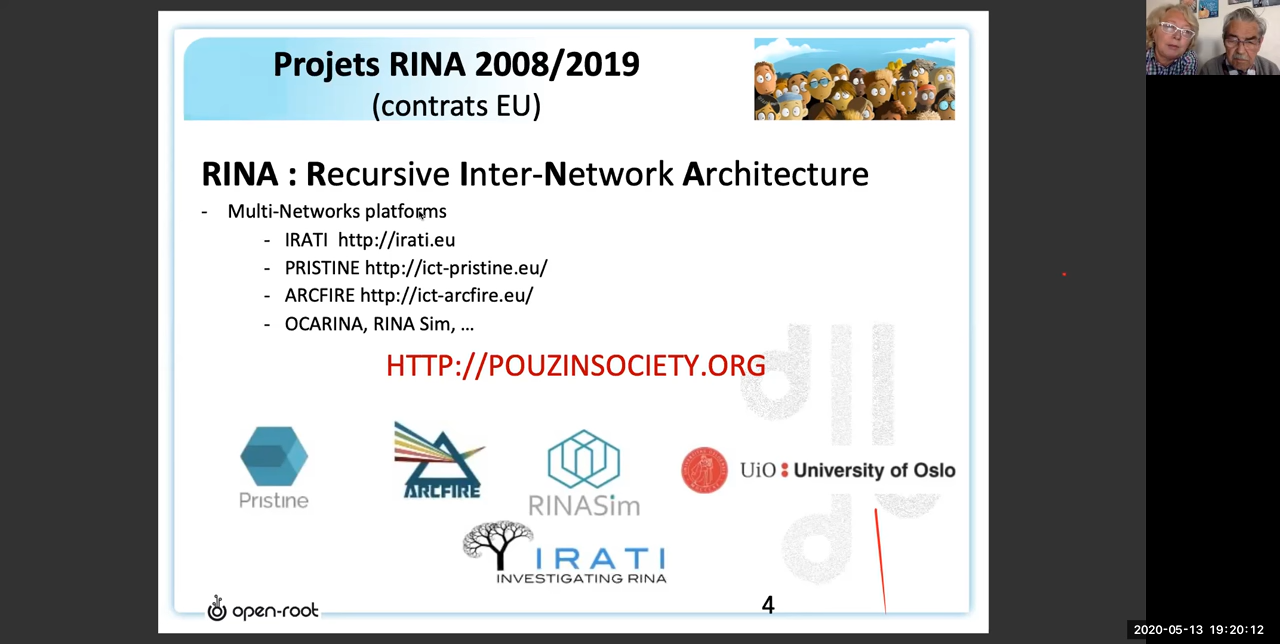 Projets RINA 2008/2019
(contrats EU)
RINA : Recursive Inter-Network Architecture
- Multi-Networks platforms
- IRATI http://irati.eu
- PRISTINE http://ict-pristine.eu/
- ARCFIRE http://ict-arcfire.eu/
- OCARINA, RINA Sim, ...
HTTP://POUZINSOCIETY.ORG
Pristine
ARCFIRE
RINASim
UiO : University of Oslo
IRATI
INVESTIGATING RINA
open-root
4
2020-05-13 19:20:12